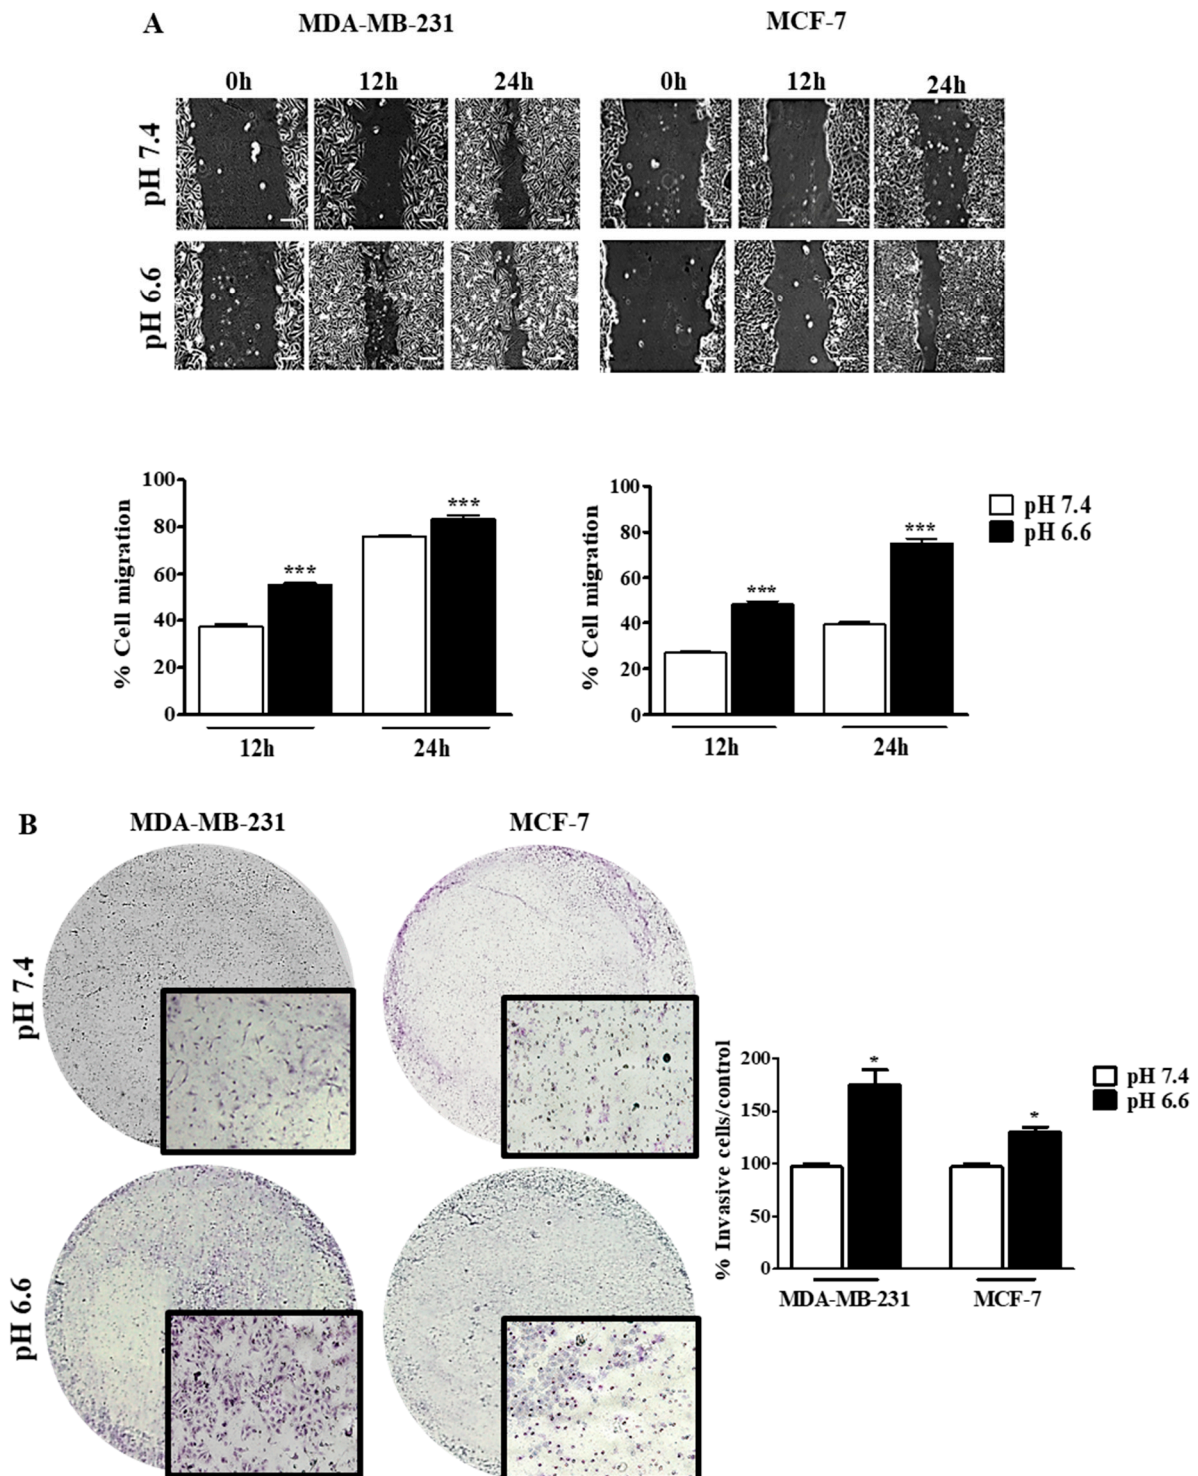 A
MDA-MB-231
MCF-7
0h
12h
24h
0h
12h
24h
pH 7.4
pH 6.6
% Cell migration
100
80
60
40
20
0
***
***
12h
24h
% Cell migration
100
80
60
40
20
0
***
***
12h
24h
pH 7.4
pH 6.6
B
MDA-MB-231
MCF-7
pH 7.4
pH 6.6
% Invasive cells/control
200
150
100
50
0
*
*
MDA-MB-231
MCF-7
pH 7.4
pH 6.6